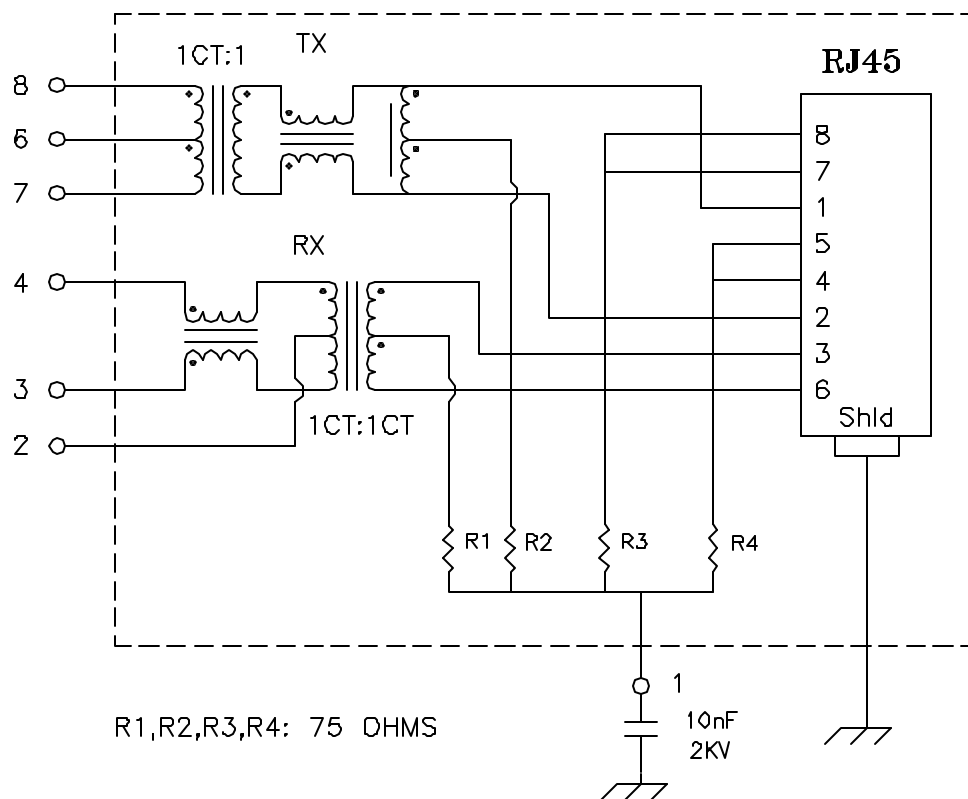 TX
1CT:1
RJ45
8
6
7
8
7
1
5
4
2
3
6
Shld
RX
4
3
2
1CT:1CT
R1
R2
R3
R4
1
10nF
2KV
R1,R2,R3,R4: 75 OHMS